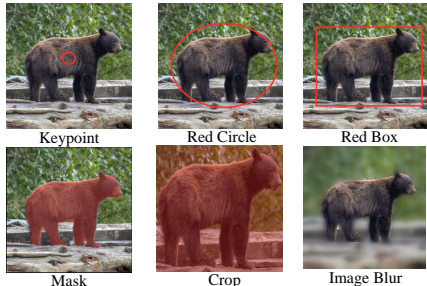 Keypoint
Red Circle
Red Box
Mask
Crop
Image Blur